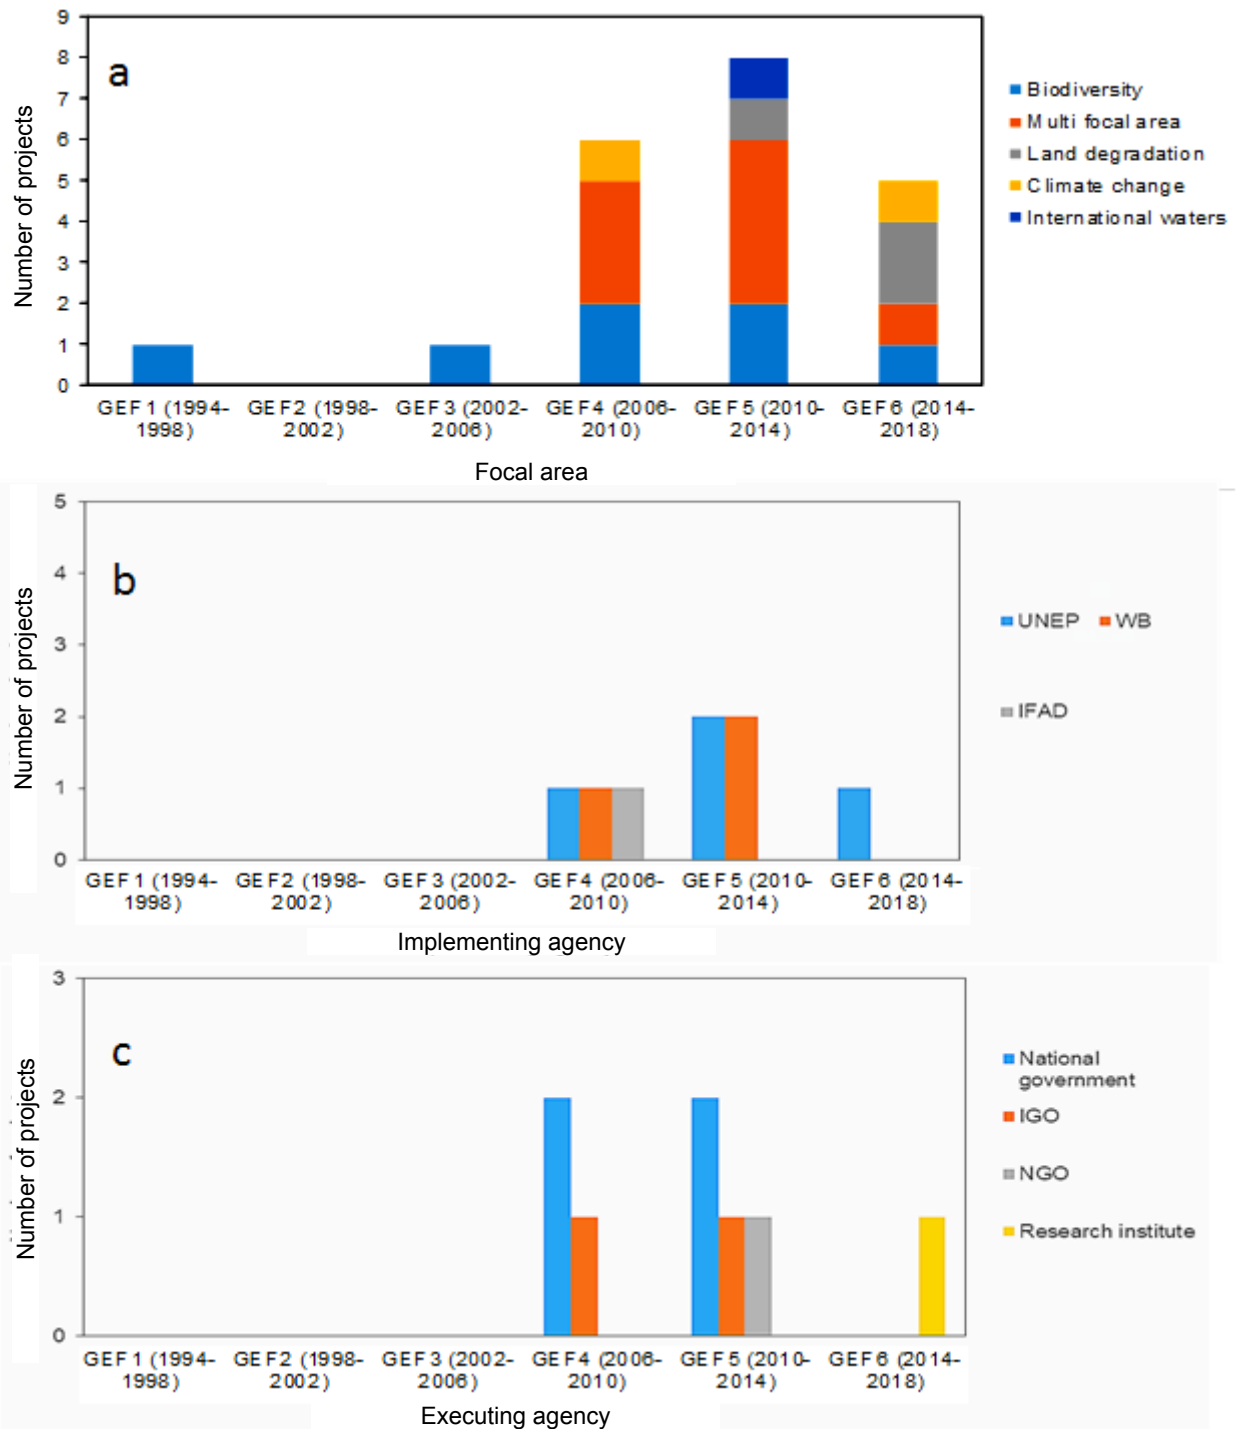 9
8
7
6
5
4
3
2
1
0
Number of projects
a
Biodiversity
Multi focal area
Land degradation
Climate change
International waters
GEF1 (1994- GEF2 (1998- GEF3 (2002- GEF4 (2006- GEF5 (2010- GEF6 (2014-
1998) 2002) 2006) 2010) 2014) 2018)
Focal area
5
4
3
2
1
0
Number of projects
b
UNEP WB
IFAD
GEF1 (1994- GEF2 (1998- GEF3 (2002- GEF4 (2006- GEF5 (2010- GEF6 (2014-
1998) 2002) 2006) 2010) 2014) 2018)
Implementing agency
3
2
1
0
Number of projects
c
National
government
IGO
NGO
Research institute
GEF1 (1994- GEF2 (1998- GEF3 (2002- GEF4 (2006- GEF5 (2010- GEF6 (2014-
1998) 2002) 2006) 2010) 2014) 2018)
Executing agency